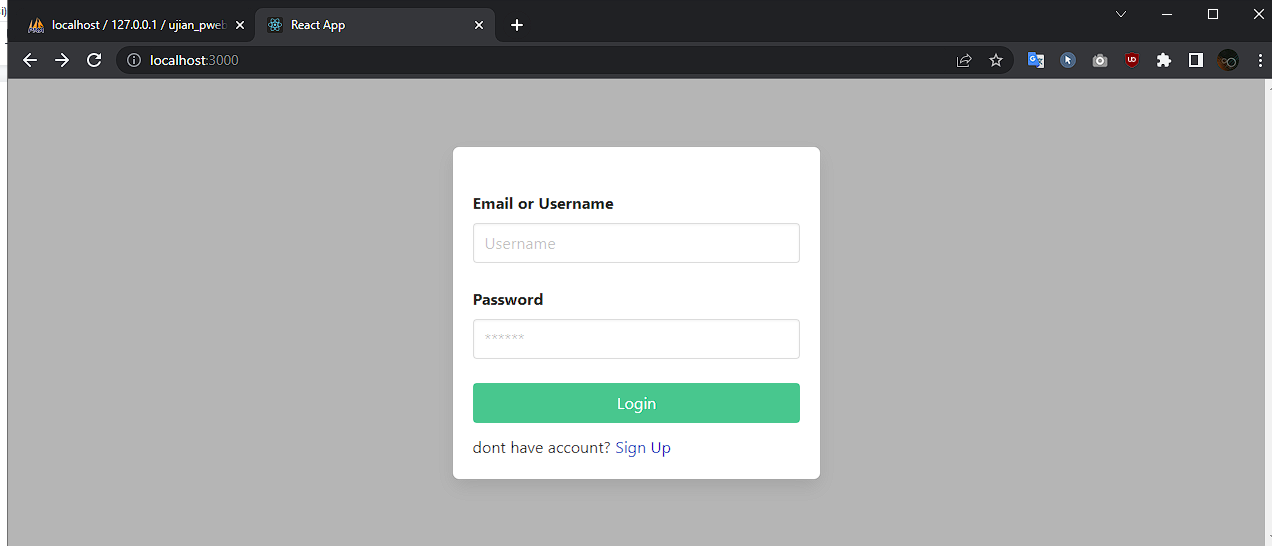 localhost / 127.0.0.1 / ujian_pweb
React App
localhost:3000
Email or Username
Username
Password
******
Login
dont have account? Sign Up